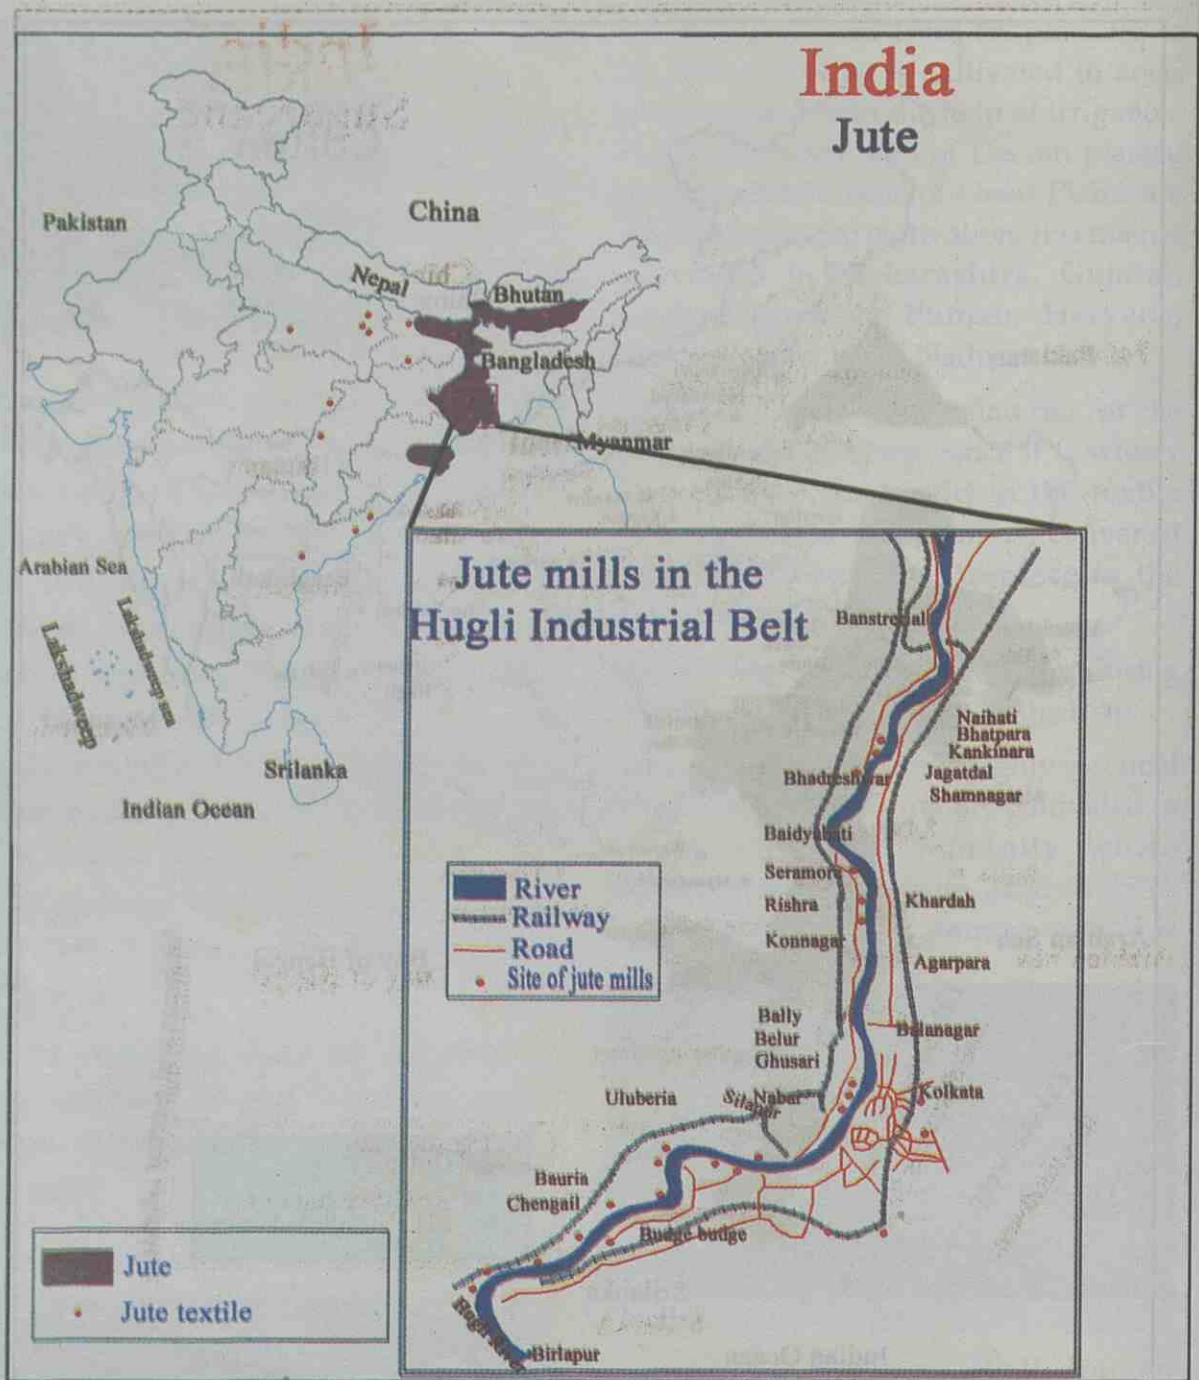 India
Jute
China
Pakistan
Nepal
Bhutan
Bangladesh
Myanmar
Arabian Sea
Lakshadweep sea
Lakshadweep
Srilanka
Indian Ocean
Jute mills in the
Hugli Industrial Belt
Naihati
Bhatpara
Kankinara
Bhadreshwar
Jagatdal
Shamnagar
Baidyabati
River
Railway
Road
Site of jute mills
Rishra
Khardah
Konnagar
Agarpara
Bally
Belur
Ghusari
Kolkata
Uluberia
Bauria
Chengail
Budge budge
Birlapur
Jute
Jute textile